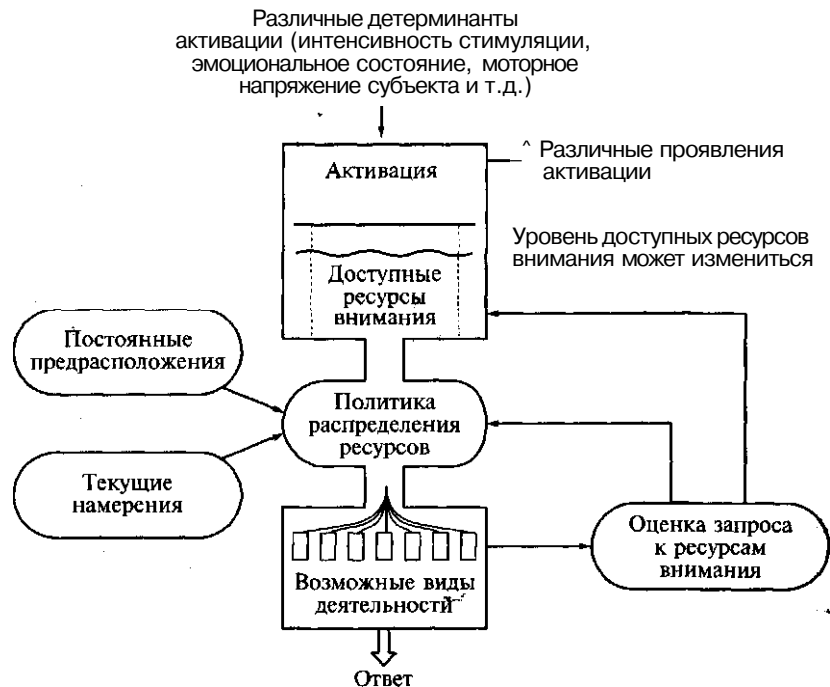 Различные детерминанты
активации (интенсивность стимуляции,
эмоциональное состояние, моторное
напряжение субъекта и т.д.)
Активация
^ Различные проявления
активации
Уровень доступных ресурсов
внимания может измениться
Доступные
ресурсы
внимания
Постоянные
предрасположения
Политика
распределения
ресурсов
Текущие
намерения
Оценка запроса
к ресурсам
внимания
Возможные виды
деятельности
Ответ